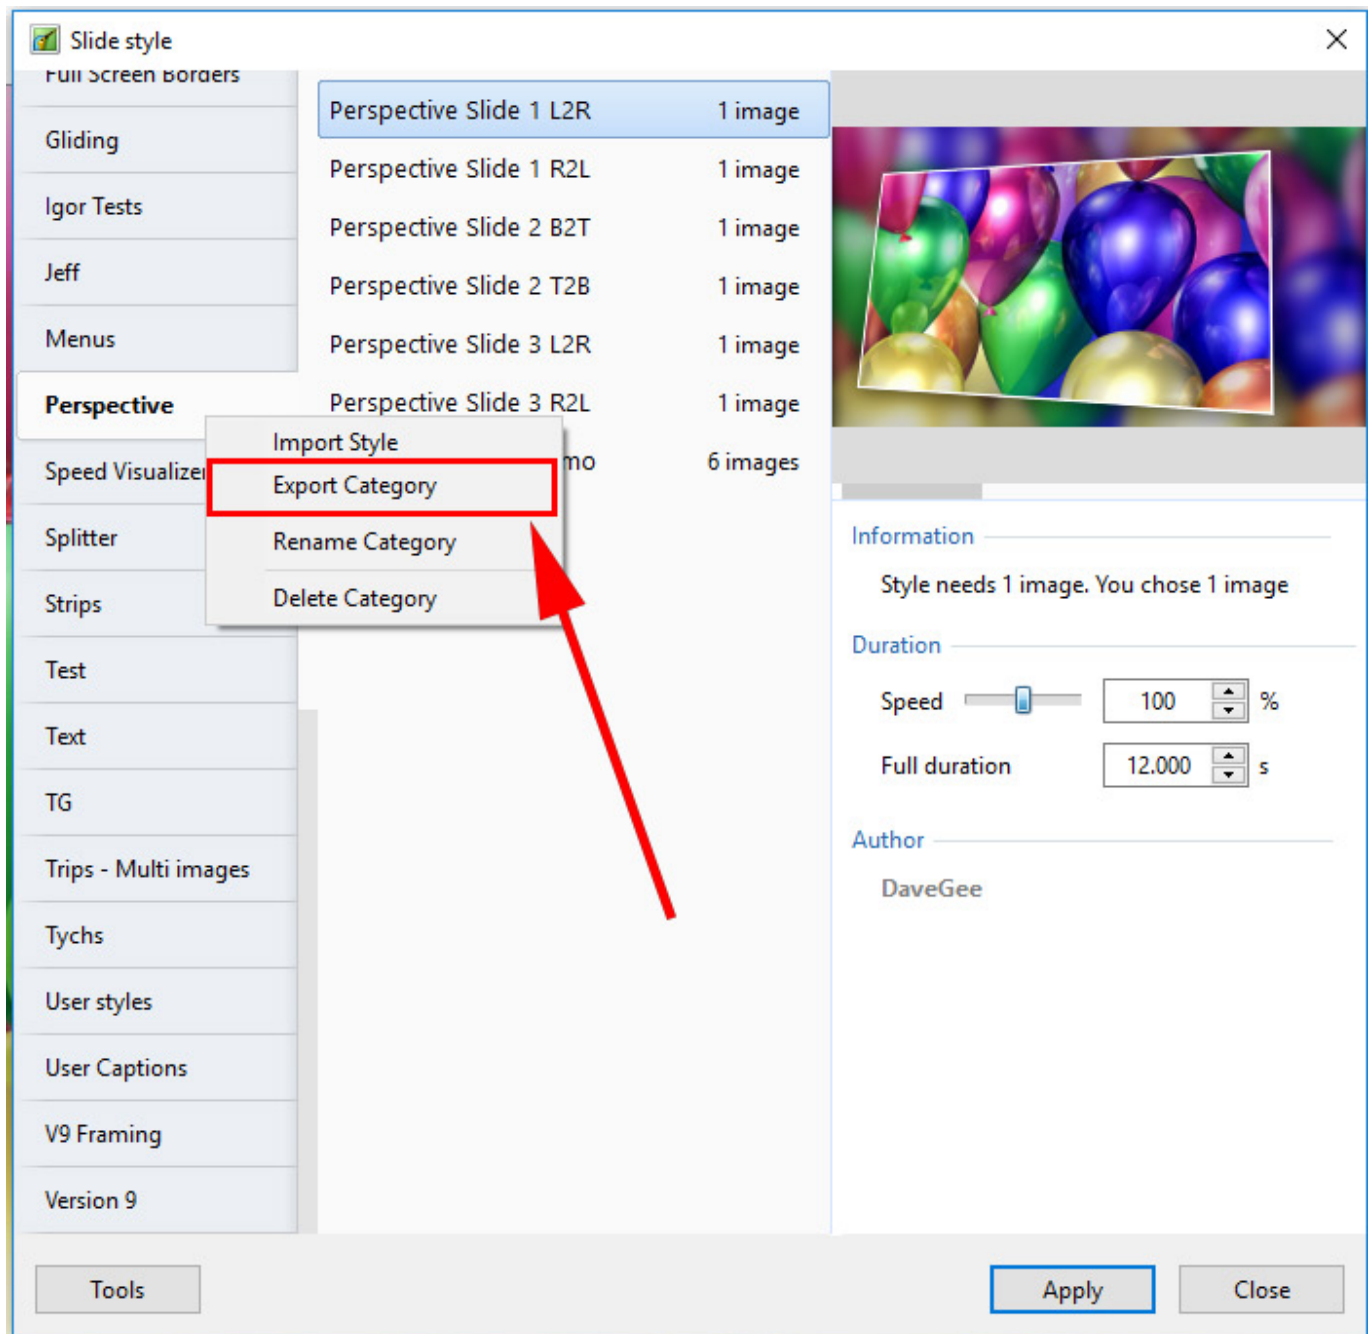 Slide style
Full Screen Borders
Gliding
Igor Tests
Jeff
Menus
Perspective
Speed Visualizer
Splitter
Strips
Test
Text
TG
Trips - Multi images
Tychs
User styles
User Captions
V9 Framing
Version 9
Perspective Slide 1 L2R 1 image
Perspective Slide 1 R2L 1 image
Perspective Slide 2 B2T 1 image
Perspective Slide 2 T2B 1 image
Perspective Slide 3 L2R 1 image
Perspective Slide 3 R2L 1 image
mo 6 images
Import Style
Export Category
Rename Category
Delete Category
Information
Style needs 1 image. You chose 1 image
Duration
Speed 100 %
Full duration 12.000 s
Author
DaveGee
Tools Apply Close